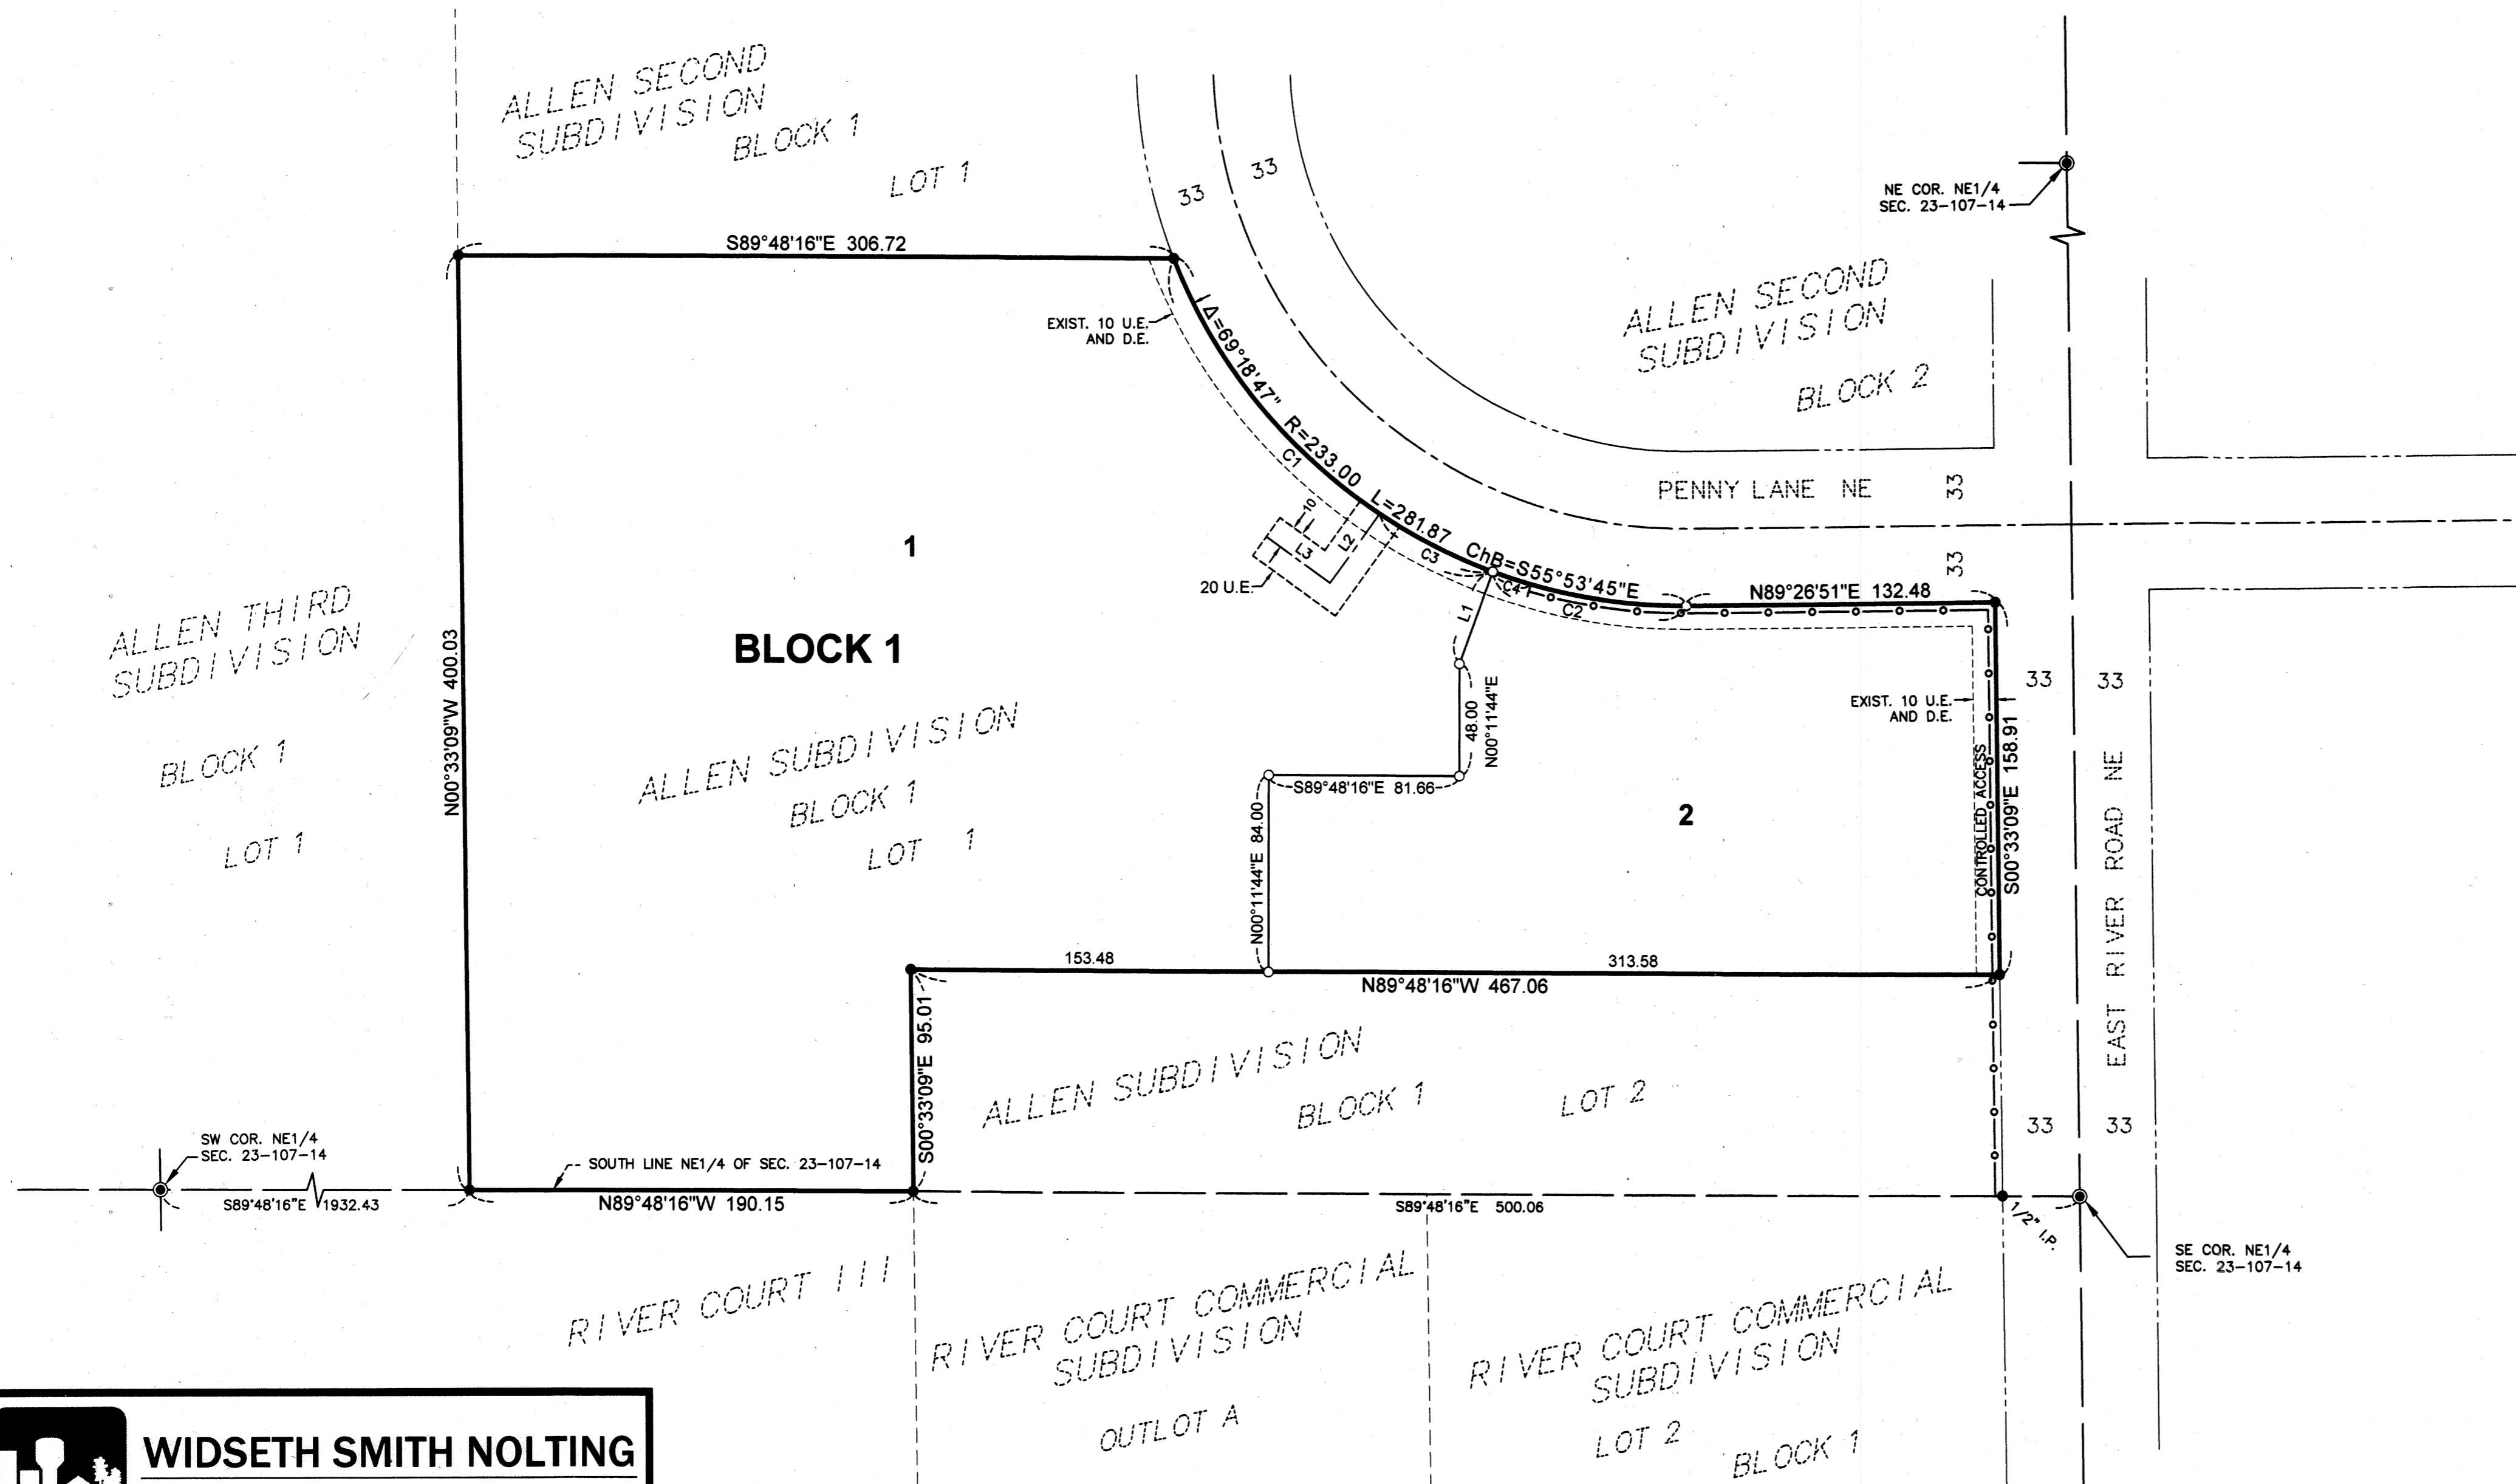 ALLEN SECOND
SUBDIVISION
BLOCK 1
LOT 1
33
33
NE COR. NE1/4
SEC. 23-107-14
S89°48'16"E 306.72
EXIST. 10 U.E.
AND D.E.
Δ=69°18'47" R=233.00 L=281.87 ChB=S55°53'45"E
C1
ALLEN SECOND
SUBDIVISION
BLOCK 2
PENNY LANE NE
33
33
10
L3
L2
20 U.E.
C3
C4
C2
N89°26'51"E 132.48
L1
1
ALLEN THIRD
SUBDIVISION
BLOCK 1
LOT 1
N00°33'09"W 400.03
BLOCK 1
ALLEN SUBDIVISION
BLOCK 1
LOT 1
48.00
N00°11'44"E
S89°48'16"E 81.66
N00°11'44"E 84.00
2
EXIST. 10 U.E.
AND D.E.
CONTROLLED ACCESS
S00°33'09"E 158.91
33
33
EAST RIVER ROAD NE
153.48
313.58
N89°48'16"W 467.06
S00°33'09"E 95.01
ALLEN SUBDIVISION
BLOCK 1
LOT 2
33
33
SW COR. NE1/4
SEC. 23-107-14
S89°48'16"E 1932.43
SOUTH LINE NE1/4 OF SEC. 23-107-14
N89°48'16"W 190.15
S89°48'16"E 500.06
1/2" I.P.
SE COR. NE1/4
SEC. 23-107-14
RIVER COURT III
RIVER COURT COMMERCIAL
SUBDIVISION
OUTLOT A
RIVER COURT COMMERCIAL
SUBDIVISION
LOT 2
BLOCK 1
WIDSETH SMITH NOLTING